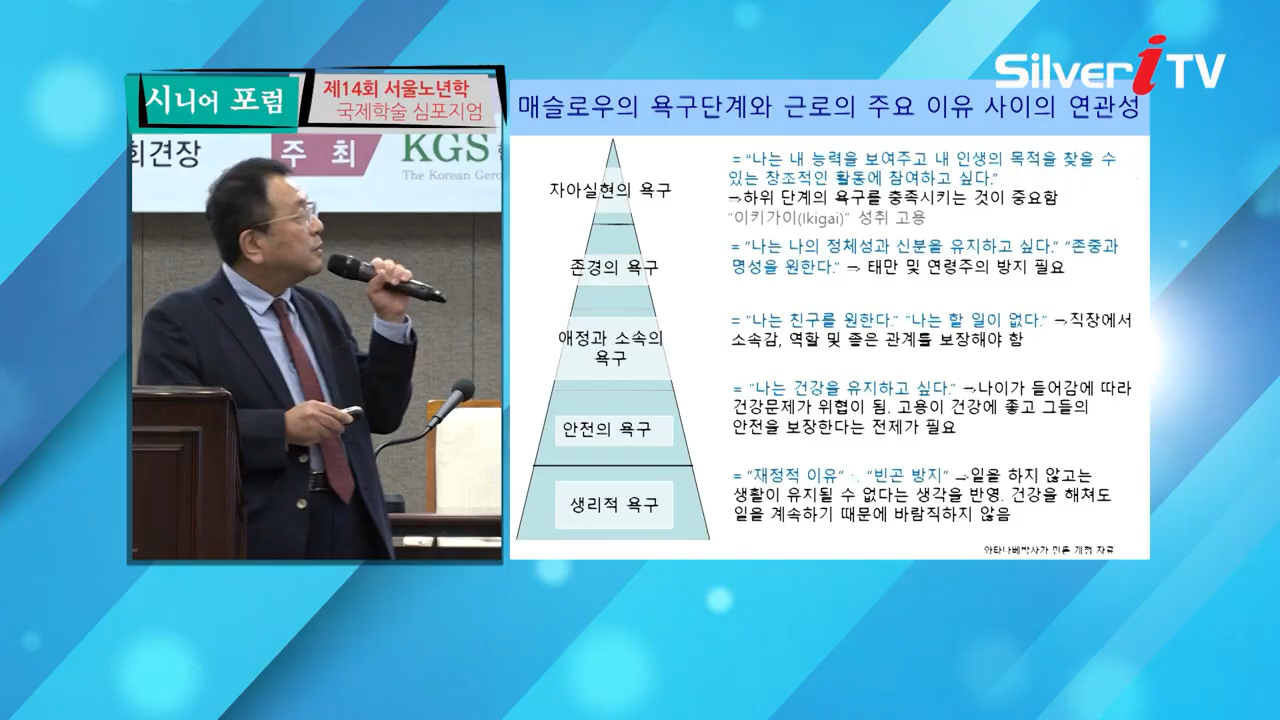 Silver i TV
시니어 포럼
제14회 서울노년학
국제학술 심포지엄
회견장
주 최
KGS
The Korean Gero
매슬로우의 욕구단계와 근로의 주요 이유 사이의 연관성
자아실현의 욕구
= “나는 내 능력을 보여주고 내 인생의 목적을 찾을 수
있는 창조적인 활동에 참여하고 싶다.”
⇒하위 단계의 욕구를 충족시키는 것이 중요함
“이키가이(Ikigai)” 성취 고용
존경의 욕구
= “나는 나의 정체성과 신분을 유지하고 싶다.” “존중과
명성을 원한다.” ⇒ 태만 및 연령주의 방지 필요
애정과 소속의
욕구
= “나는 친구를 원한다.” “나는 할 일이 없다.” ⇒직장에서
소속감, 역할 및 좋은 관계를 보장해야 함
안전의 욕구
= “나는 건강을 유지하고 싶다.” ⇒나이가 들어감에 따라
건강문제가 위협이 됨. 고용이 건강에 좋고 그들의
안전을 보장한다는 전제가 필요
생리적 욕구
= “재정적 이유” “빈곤 방지” ⇒일을 하지 않고는
생활이 유지될 수 없다는 생각을 반영. 건강을 해쳐도
일을 계속하기 때문에 바람직하지 않음
와타나베박사가 만든 개정 자료